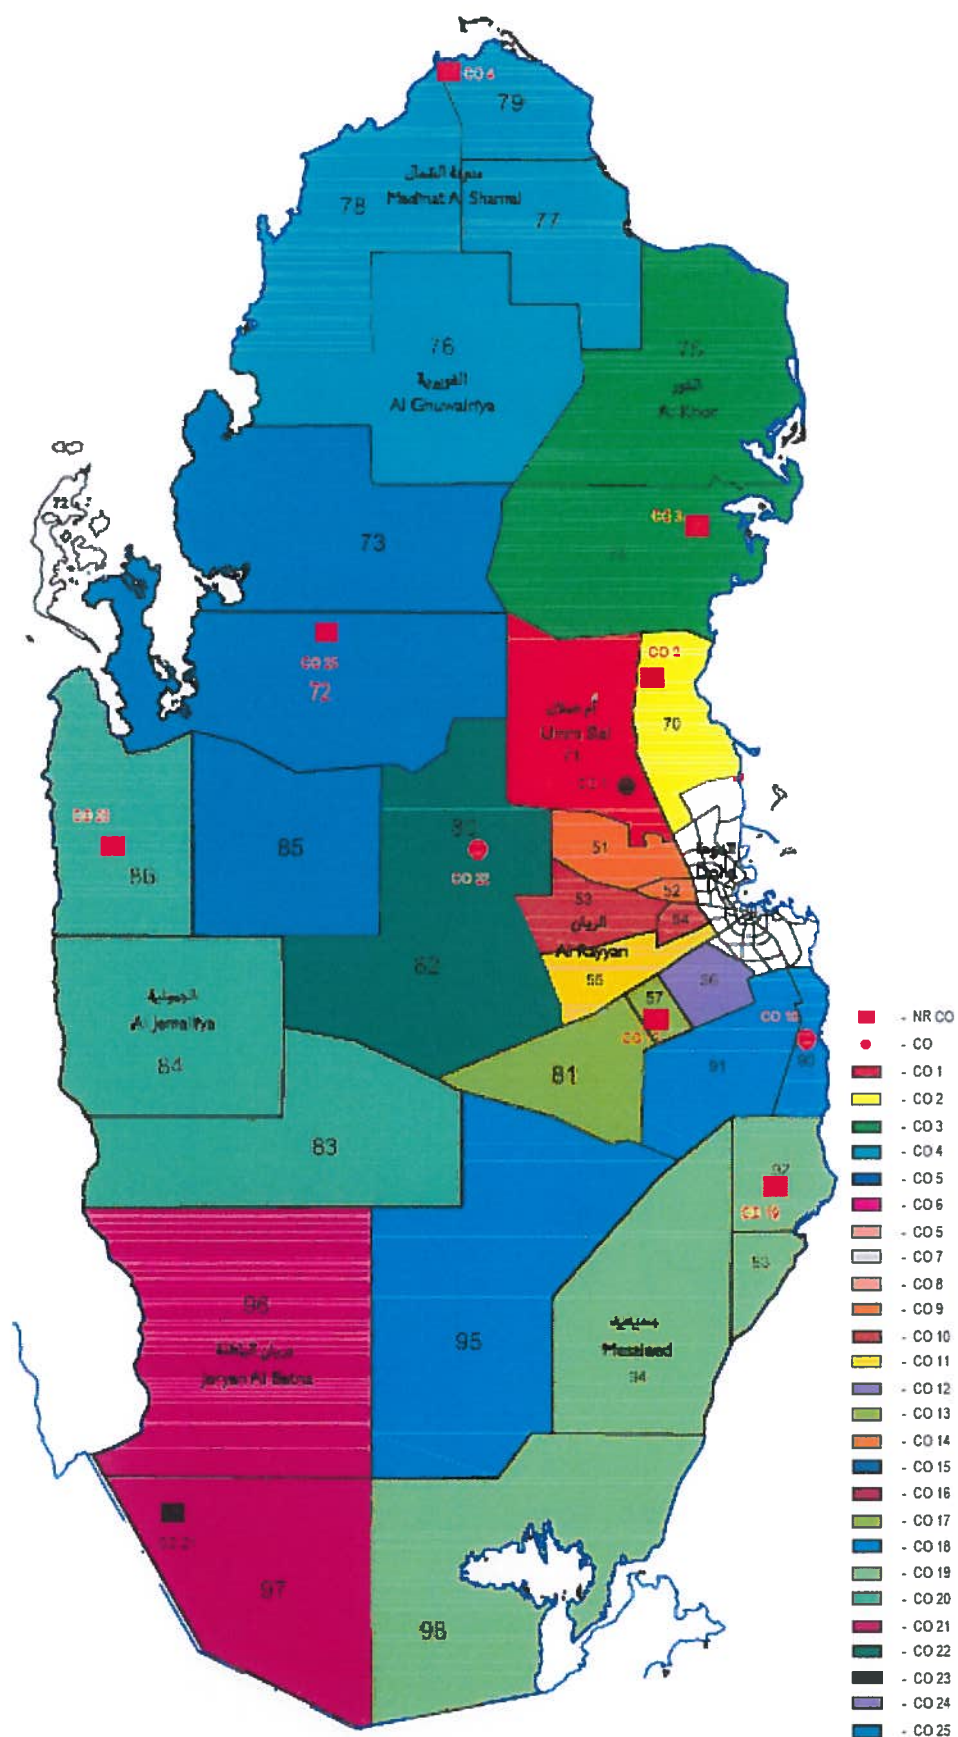 CO 4
79
مدينة الشمال
Madinat Al Shamal
78
77
76
Al Ghuwairiya
75
الخور
Al Khor
72
CO 3
73
CO 25
72
CO 2
أم صلال
Umm Sal
71
70
51
85
CO 22
86
52
53
54
الريان
Al Rayyan
55
56
82
57
CO 18
الجميلية
Al Jemailiya
84
81
91
90
83
92
CO 19
93
96
95
مسيعيد
Mesaieed
94
جريان الباطنة
Jaryan Al Batna
97
98
- NR CO
- CO
- CO 1
- CO 2
- CO 3
- CO 4
- CO 5
- CO 6
- CO 5
- CO 7
- CO 8
- CO 9
- CO 10
- CO 11
- CO 12
- CO 13
- CO 14
- CO 15
- CO 16
- CO 17
- CO 18
- CO 19
- CO 20
- CO 21
- CO 22
- CO 23
- CO 24
- CO 25